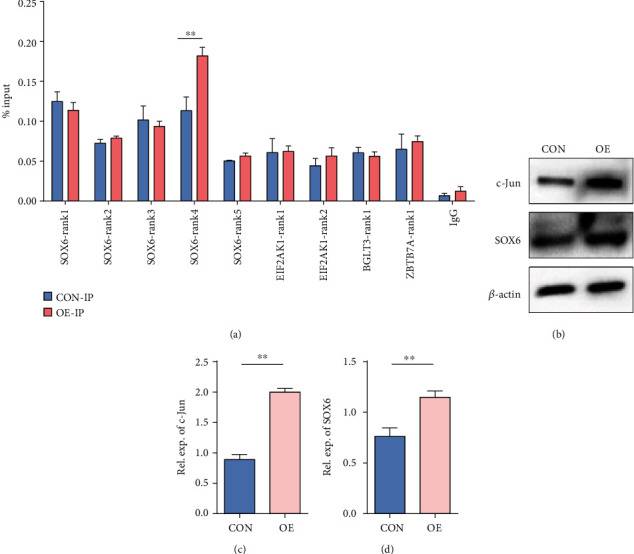 0.25
0.20
0.15
0.10
0.05
0.00
% input
**
SOX6-rank1
SOX6-rank2
SOX6-rank3
SOX6-rank4
SOX6-rank5
EIF2AK1-rank1
EIF2AK1-rank2
BGLT3-rank1
ZBTB7A-rank1
IgG
CON-IP
OE-IP
(a)
CON OE
c-Jun
SOX6
β-actin
(b)
2.5
2.0
1.5
1.0
0.5
0.0
Rel. exp. of c-Jun
**
CON OE
(c)
1.5
1.0
0.5
0.0
Rel. exp. of SOX6
**
CON OE
(d)